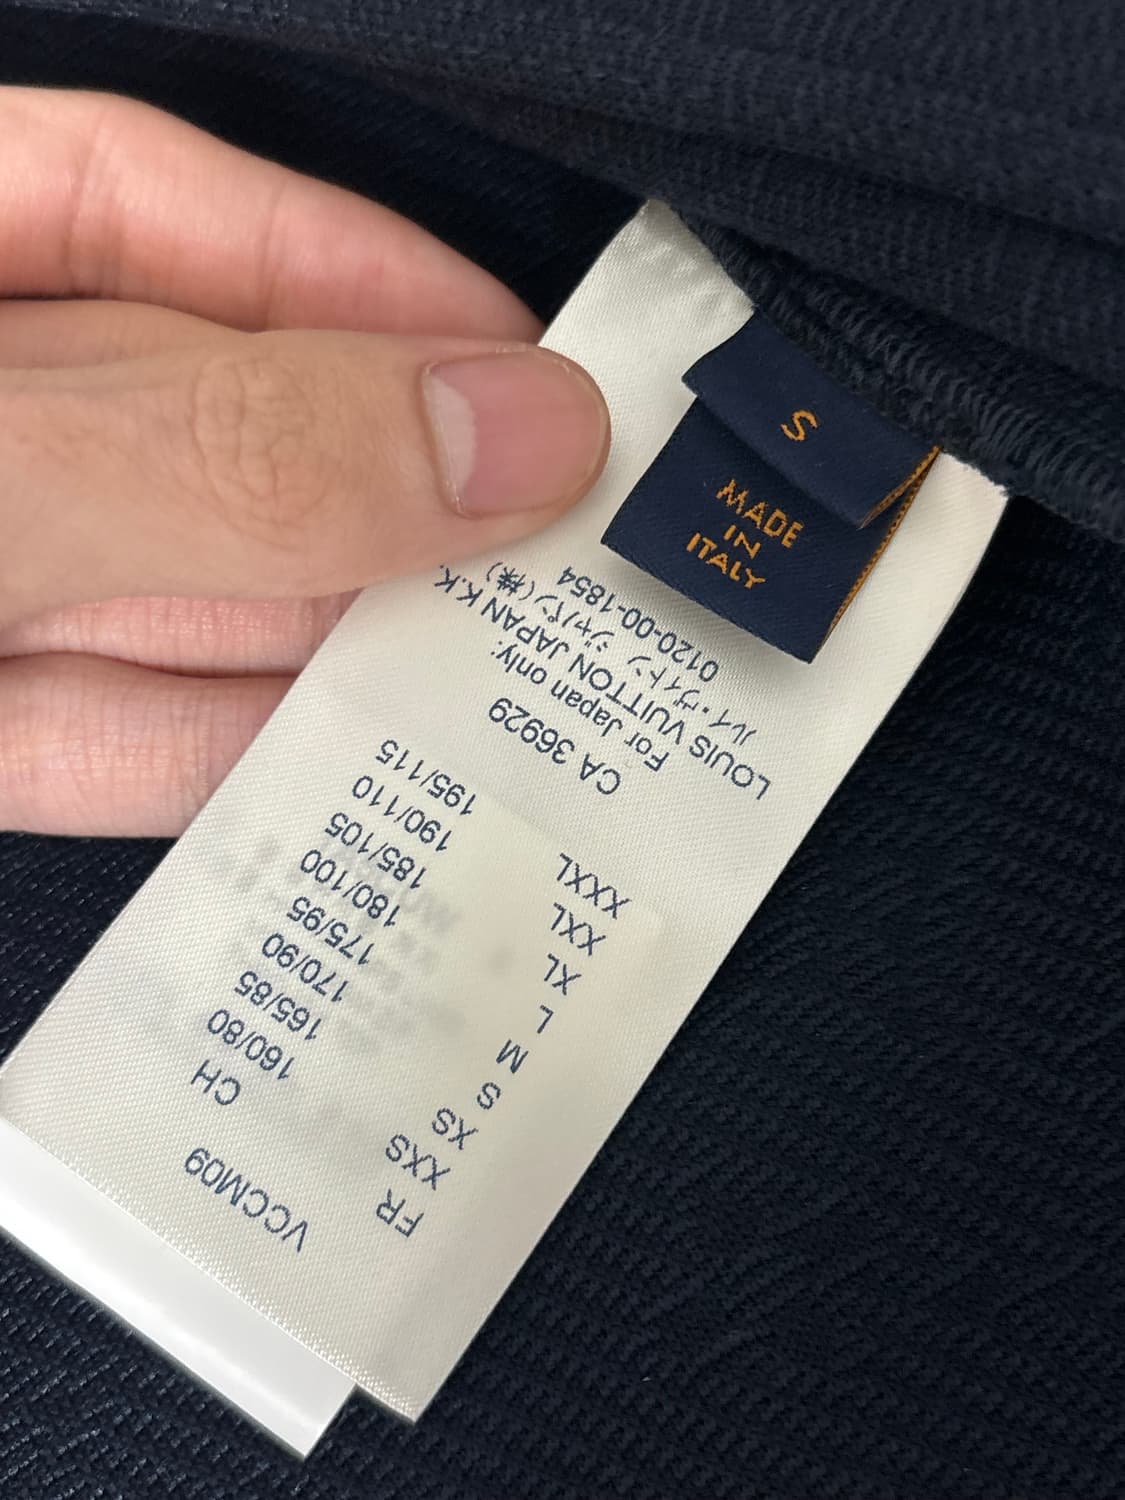 S
MADE
IN
ITALY
VCCM09
FR CH
XXS 160/80
XS 165/85
S 170/90
M 175/95
L 180/100
XL 185/105
XXL 190/110
XXXL 195/115
CA 36929
For Japan only:
LOUIS VUITTON JAPAN K.K.
ルイ・ヴィトン ジャパン(株)
0120-00-1854